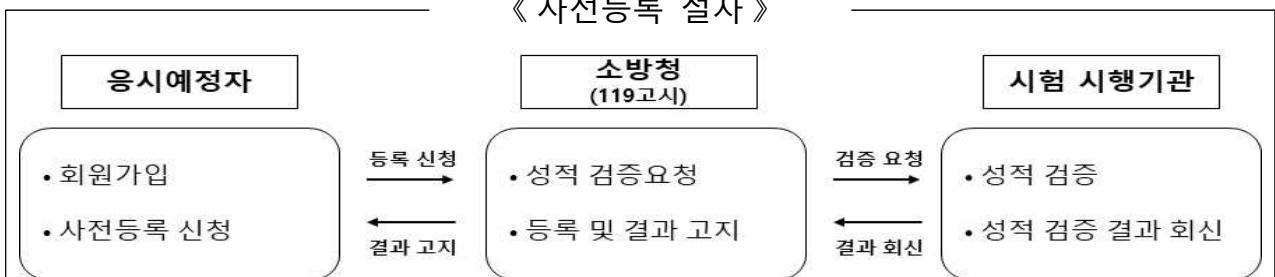 《 사전등록 절차 》
응시예정자
소방청
(119고시)
시험 시행기관
• 회원가입
• 사전등록 신청
등록 신청
결과 고지
• 성적 검증요청
• 등록 및 결과 고지
검증 요청
결과 회신
• 성적 검증
• 성적 검증 결과 회신